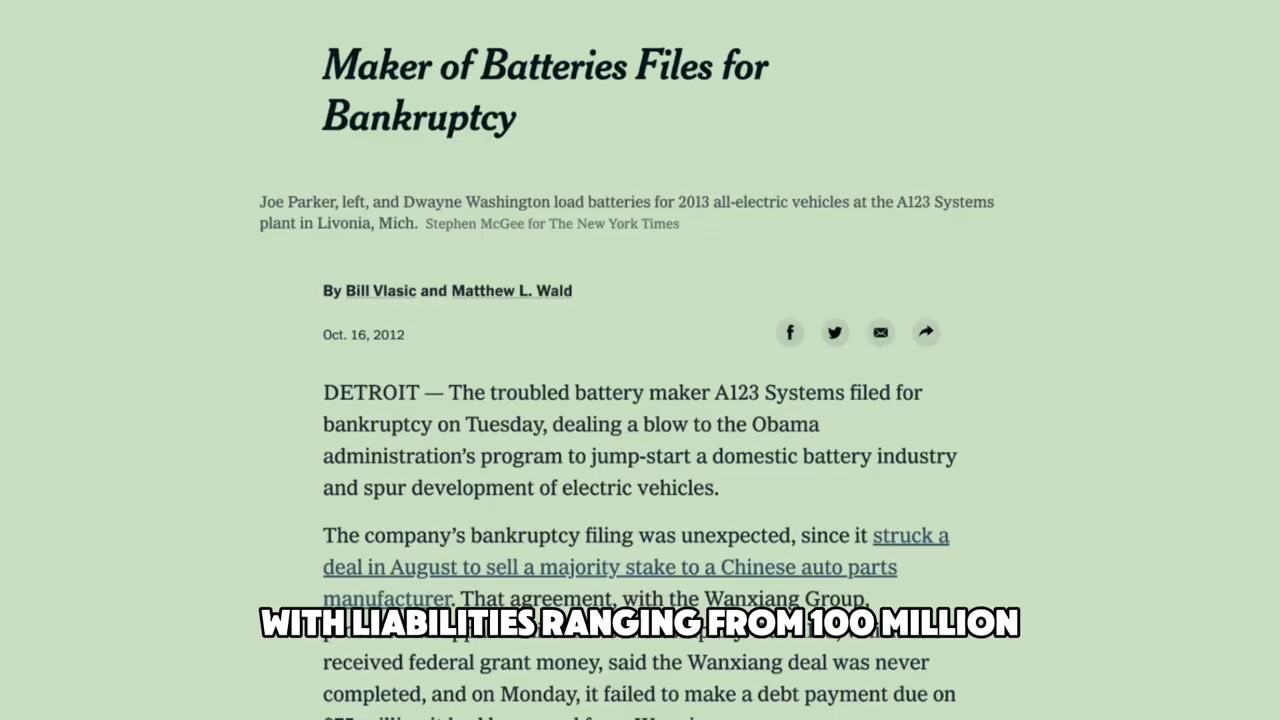 Maker of Batteries Files for
Bankruptcy
Joe Parker, left, and Dwayne Washington load batteries for 2013 all-electric vehicles at the A123 Systems
plant in Livonia, Mich. Stephen McGee for The New York Times
By Bill Vlasic and Matthew L. Wald
Oct. 16, 2012
DETROIT — The troubled battery maker A123 Systems filed for
bankruptcy on Tuesday, dealing a blow to the Obama
administration’s program to jump-start a domestic battery industry
and spur development of electric vehicles.
The company’s bankruptcy filing was unexpected, since it struck a
deal in August to sell a majority stake to a Chinese auto parts
manufacturer. That agreement, with the Wanxiang Group,
WITH LIABILITIES RANGING FROM 100 MILLION
received federal grant money, said the Wanxiang deal was never
completed, and on Monday, it failed to make a debt payment due on